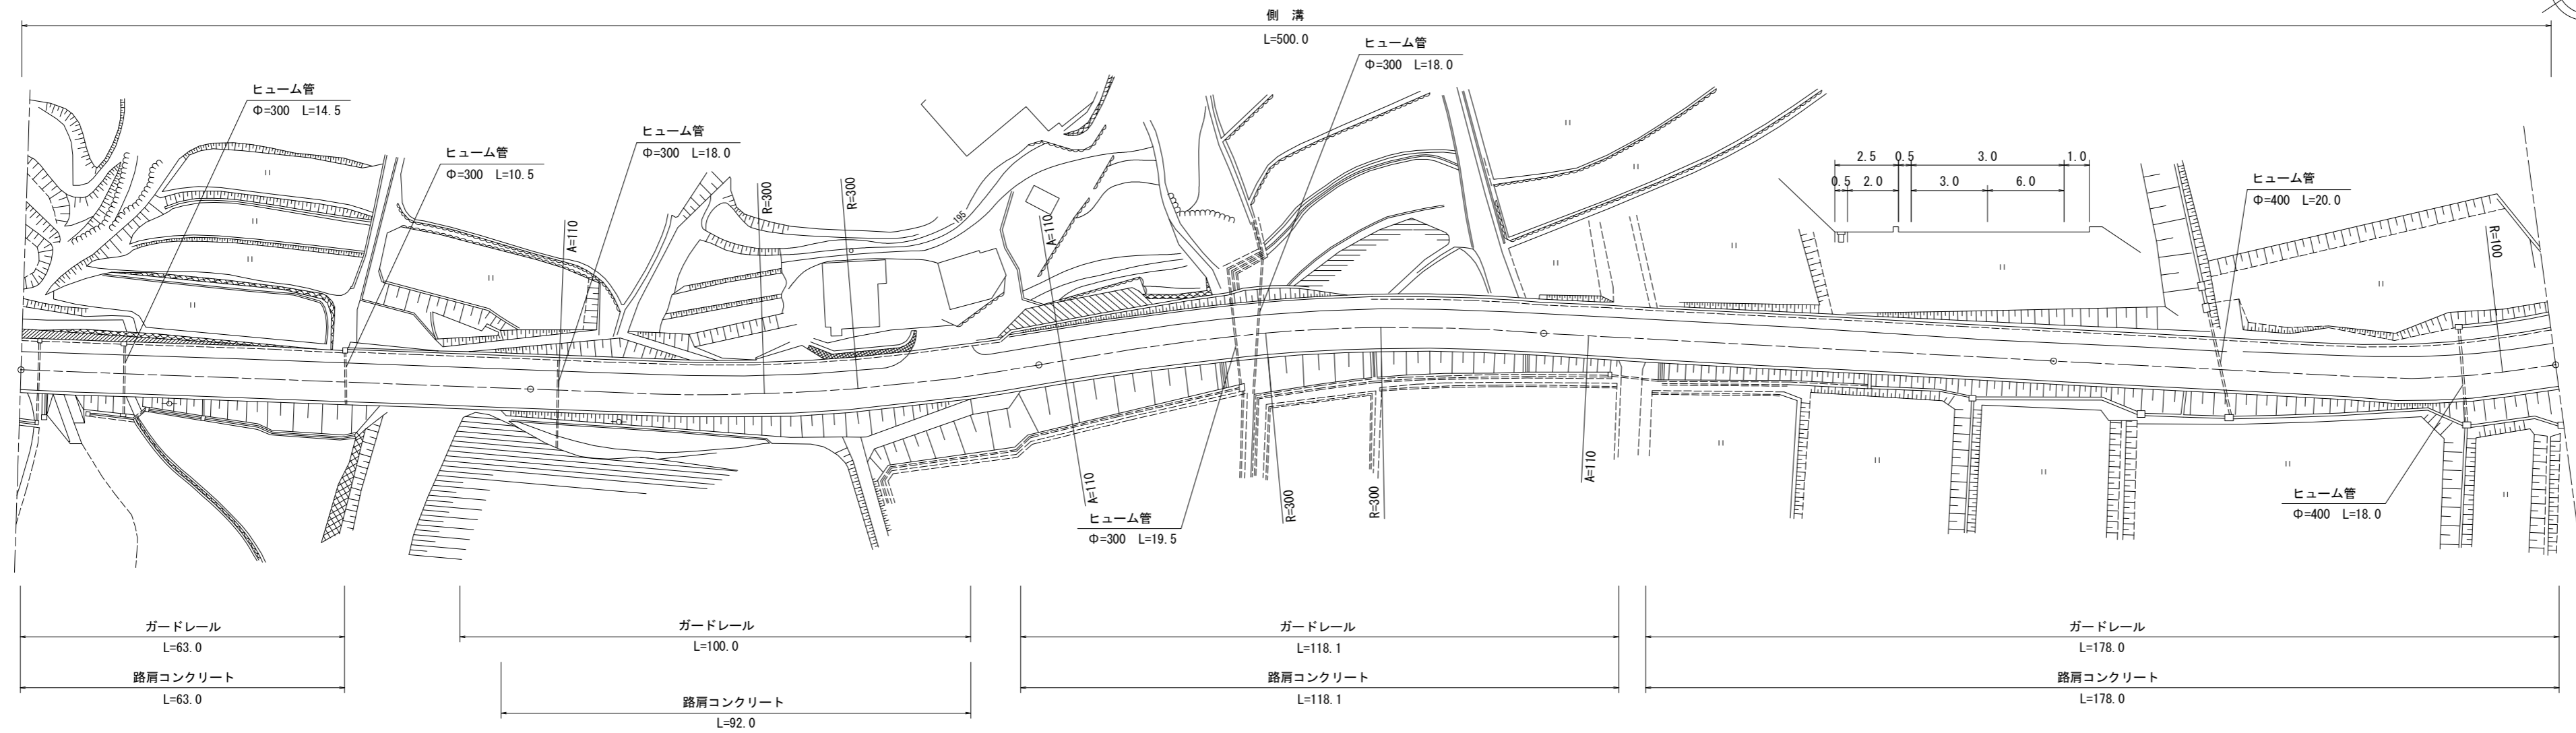 側　溝
L=500.0
ヒューム管
Φ=300　L=18.0
ヒューム管
Φ=300　L=14.5
ヒューム管
Φ=300　L=18.0
ヒューム管
Φ=300　L=10.5
2.5　0.5　3.0　1.0
0.5　2.0　3.0　6.0
ヒューム管
Φ=400　L=20.0
A=110
R=300
R=300
195
A=110
R=100
A=110
R=300
R=300
A=110
ヒューム管
Φ=300　L=19.5
ヒューム管
Φ=400　L=18.0
ガードレール
L=63.0
ガードレール
L=100.0
ガードレール
L=118.1
ガードレール
L=178.0
路肩コンクリート
L=63.0
路肩コンクリート
L=92.0
路肩コンクリート
L=118.1
路肩コンクリート
L=178.0